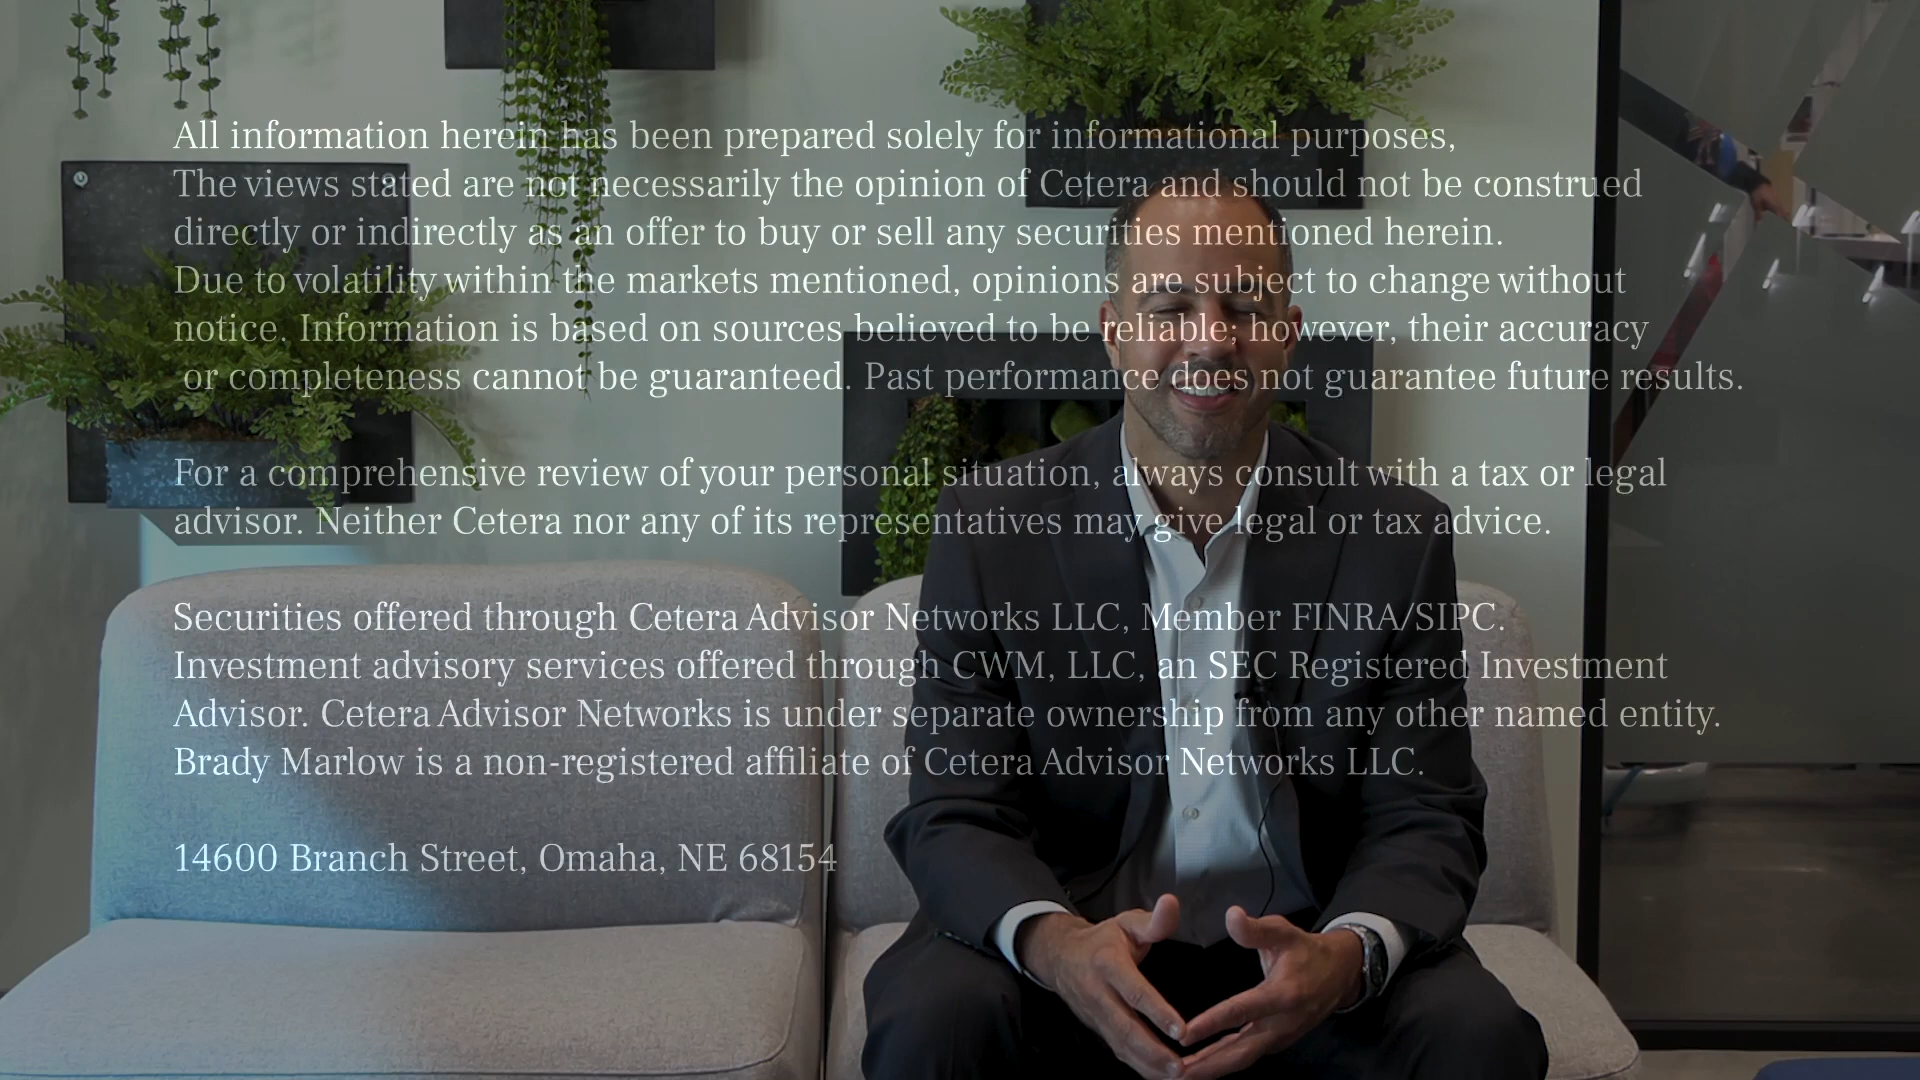 All information herein has been prepared solely for informational purposes,
The views stated are not necessarily the opinion of Cetera and should not be construed
directly or indirectly as an offer to buy or sell any securities mentioned herein.
Due to volatility within the markets mentioned, opinions are subject to change without
notice. Information is based on sources believed to be reliable; however, their accuracy
or completeness cannot be guaranteed. Past performance does not guarantee future results.
For a comprehensive review of your personal situation, always consult with a tax or legal
advisor. Neither Cetera nor any of its representatives may give legal or tax advice.
Securities offered through Cetera Advisor Networks LLC, Member FINRA/SIPC.
Investment advisory services offered through CWM, LLC, an SEC Registered Investment
Advisor. Cetera Advisor Networks is under separate ownership from any other named entity.
Brady Marlow is a non-registered affiliate of Cetera Advisor Networks LLC.
14600 Branch Street, Omaha, NE 68154